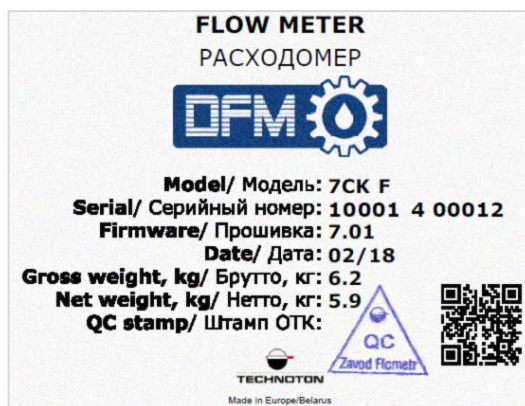 FLOW METER
РАСХОДОМЕР
DFM
Model/ Модель: 7CK F
Serial/ Серийный номер: 10001 4 00012
Firmware/ Прошивка: 7.01
Date/ Дата: 02/18
Gross weight, kg/ Брутто, кг: 6.2
Net weight, kg/ Нетто, кг: 5.9
QC stamp/ Штамп ОТК:
QC
Zavod Flometr
TECHNOTON
Made in Europe/Belarus